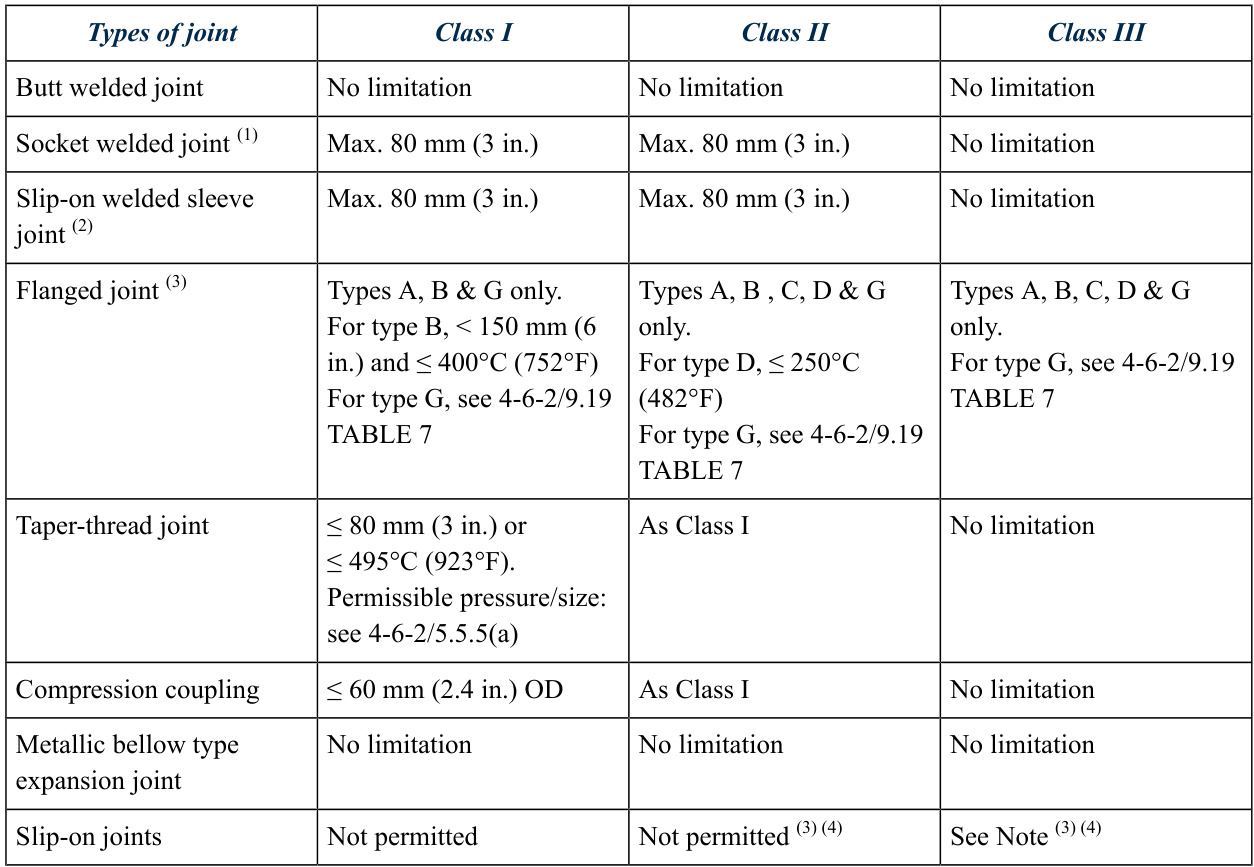 Types of joint
Class I
Class II
Class III
Butt welded joint
No limitation
No limitation
No limitation
Socket welded joint (1)
Max. 80 mm (3 in.)
Max. 80 mm (3 in.)
No limitation
Slip-on welded sleeve
joint (2)
Max. 80 mm (3 in.)
Max. 80 mm (3 in.)
No limitation
Flanged joint (3)
Types A, B & G only.
For type B, < 150 mm (6
in.) and ≤ 400°C (752°F)
For type G, see 4-6-2/9.19
TABLE 7
Types A, B , C, D & G
only.
For type D, ≤ 250°C
(482°F)
For type G, see 4-6-2/9.19
TABLE 7
Types A, B, C, D & G
only.
For type G, see 4-6-2/9.19
TABLE 7
Taper-thread joint
≤ 80 mm (3 in.) or
≤ 495°C (923°F).
Permissible pressure/size:
see 4-6-2/5.5.5(a)
As Class I
No limitation
Compression coupling
≤ 60 mm (2.4 in.) OD
As Class I
No limitation
Metallic bellow type
expansion joint
No limitation
No limitation
No limitation
Slip-on joints
Not permitted
Not permitted (3) (4)
See Note (3) (4)